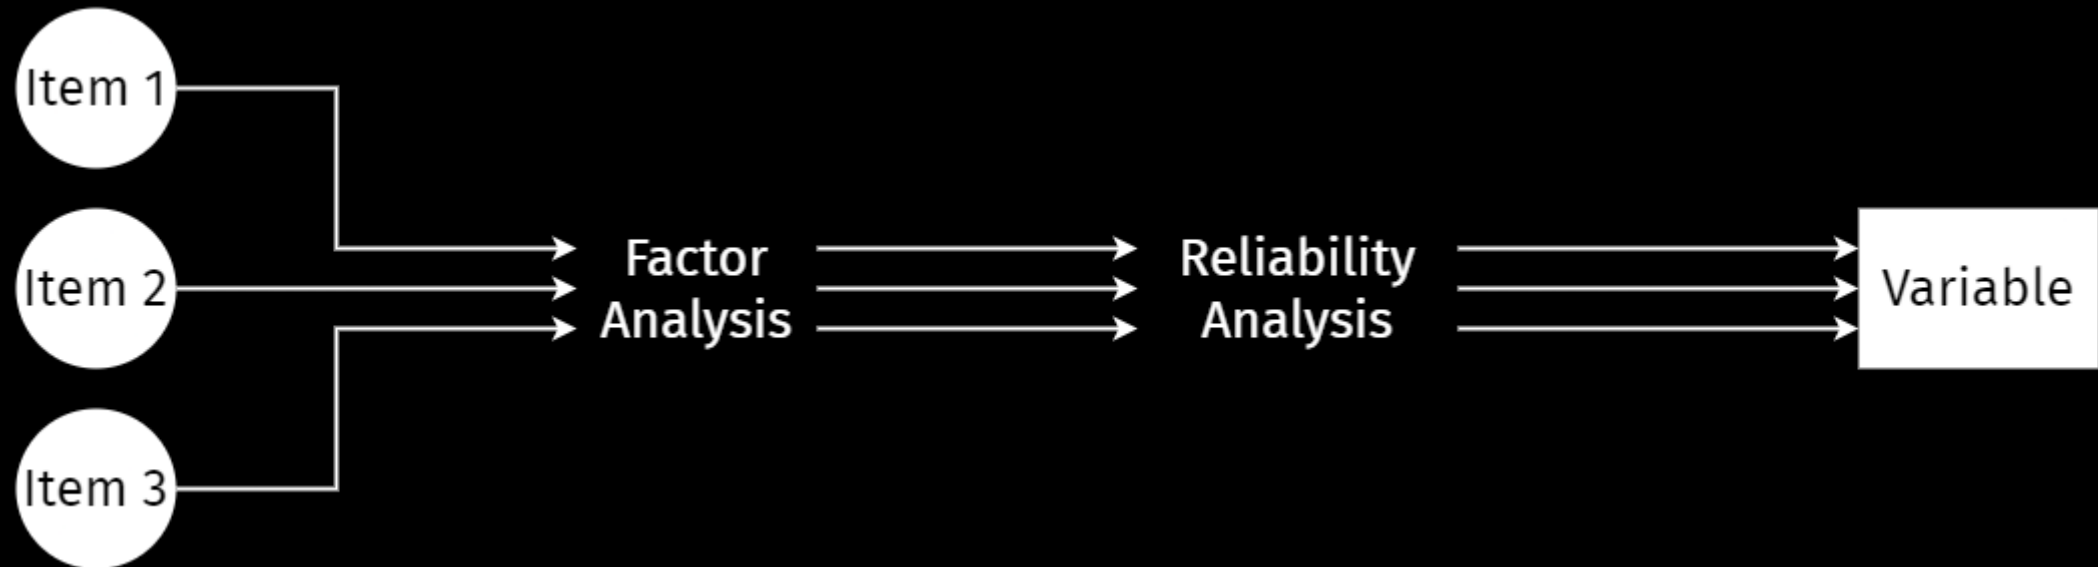 Item 1
Item 2
Item 3
Factor
Analysis
Reliability
Analysis
Variable